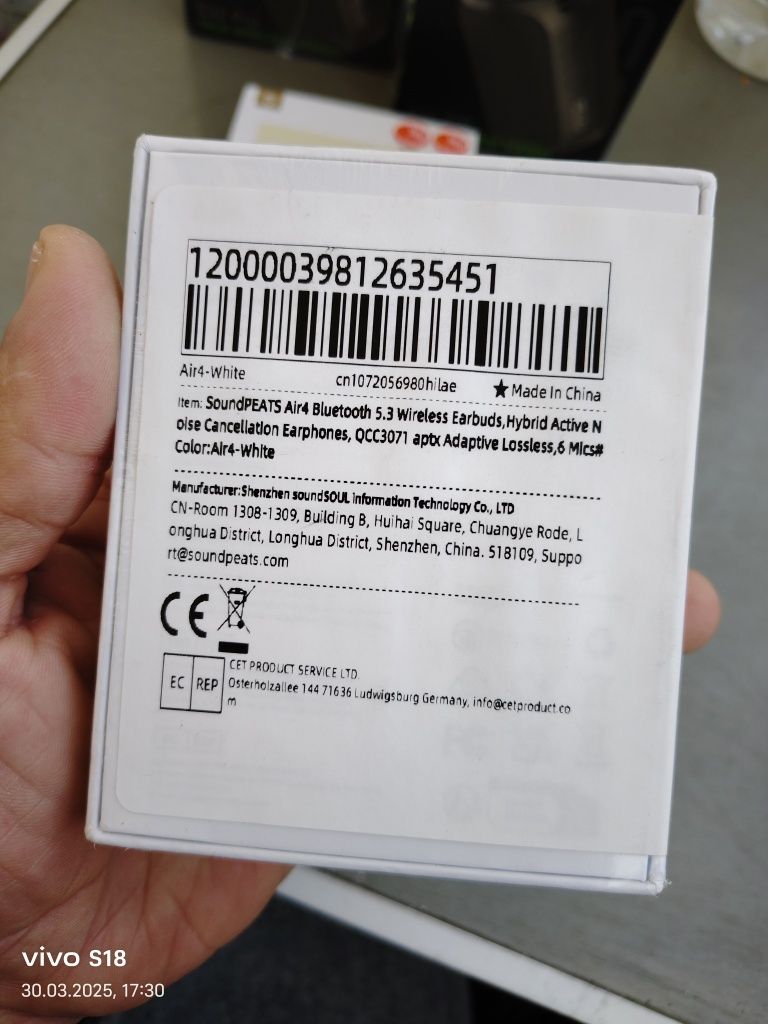 12000039812635451
Air4-White
cn1072056980hilae
★ Made In China
Item: SoundPEATS Air4 Bluetooth 5.3 Wireless Earbuds,Hybrid Active N
oise Cancellation Earphones, QCC3071 aptx Adaptive Lossless,6 Mics#
Color:Air4-White
Manufacturer:Shenzhen soundSOUL Information Technology Co., LTD
CN-Room 1308-1309, Building B, Huihai Square, Chuangye Rode, L
onghua District, Longhua District, Shenzhen, China. 518109, Suppo
rt@soundpeats.com
CE
EC REP
CET PRODUCT SERVICE LTD.
Osterholzallee 144 71636 Ludwigsburg Germany, info@cetproduct.co
m
vivo S18
30.03.2025, 17:30